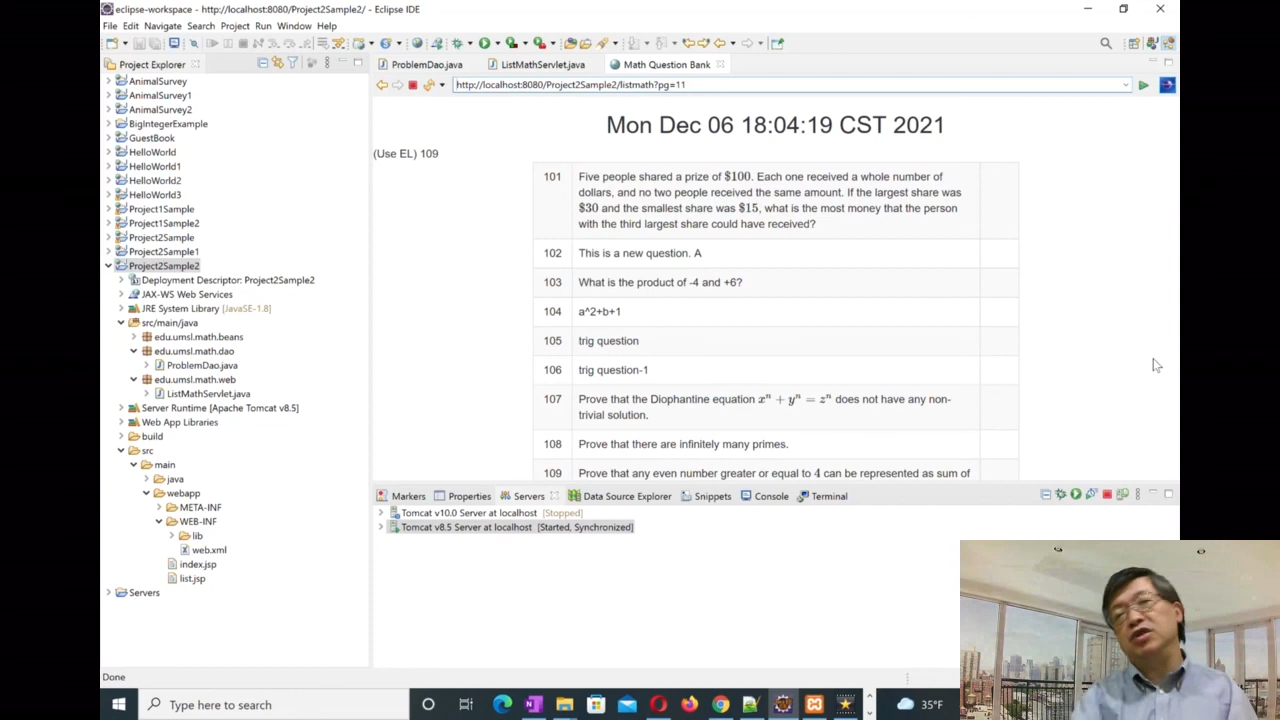 eclipse-workspace - http://localhost:8080/Project2Sample2/ - Eclipse IDE
File Edit Navigate Search Project Run Window Help
Project Explorer
ProblemDao.java
ListMathServlet.java
Math Question Bank
http://localhost:8080/Project2Sample2/listmath?pg=11
AnimalSurvey
AnimalSurvey1
AnimalSurvey2
BigIntegerExample
GuestBook
HelloWorld
HelloWorld1
HelloWorld2
HelloWorld3
Project1Sample
Project1Sample2
Project2Sample
Project2Sample1
Project2Sample2
Deployment Descriptor: Project2Sample2
JAX-WS Web Services
JRE System Library [JavaSE-1.8]
src/main/java
edu.umsl.math.beans
edu.umsl.math.dao
ProblemDao.java
edu.umsl.math.web
ListMathServlet.java
Server Runtime [Apache Tomcat v8.5]
Web App Libraries
build
src
main
java
webapp
META-INF
WEB-INF
lib
web.xml
index.jsp
list.jsp
Servers
Mon Dec 06 18:04:19 CST 2021
(Use EL) 109
101 Five people shared a prize of $100. Each one received a whole number of
dollars, and no two people received the same amount. If the largest share was
$30 and the smallest share was $15, what is the most money that the person
with the third largest share could have received?
102 This is a new question. A
103 What is the product of -4 and +6?
104 a^2+b+1
105 trig question
106 trig question-1
107 Prove that the Diophantine equation xⁿ + yⁿ = zⁿ does not have any non-
trivial solution.
108 Prove that there are infinitely many primes.
109 Prove that any even number greater or equal to 4 can be represented as sum of
Markers Properties Servers Data Source Explorer Snippets Console Terminal
Tomcat v10.0 Server at localhost [Stopped]
Tomcat v8.5 Server at localhost [Started, Synchronized]
Done
Type here to search
35°F